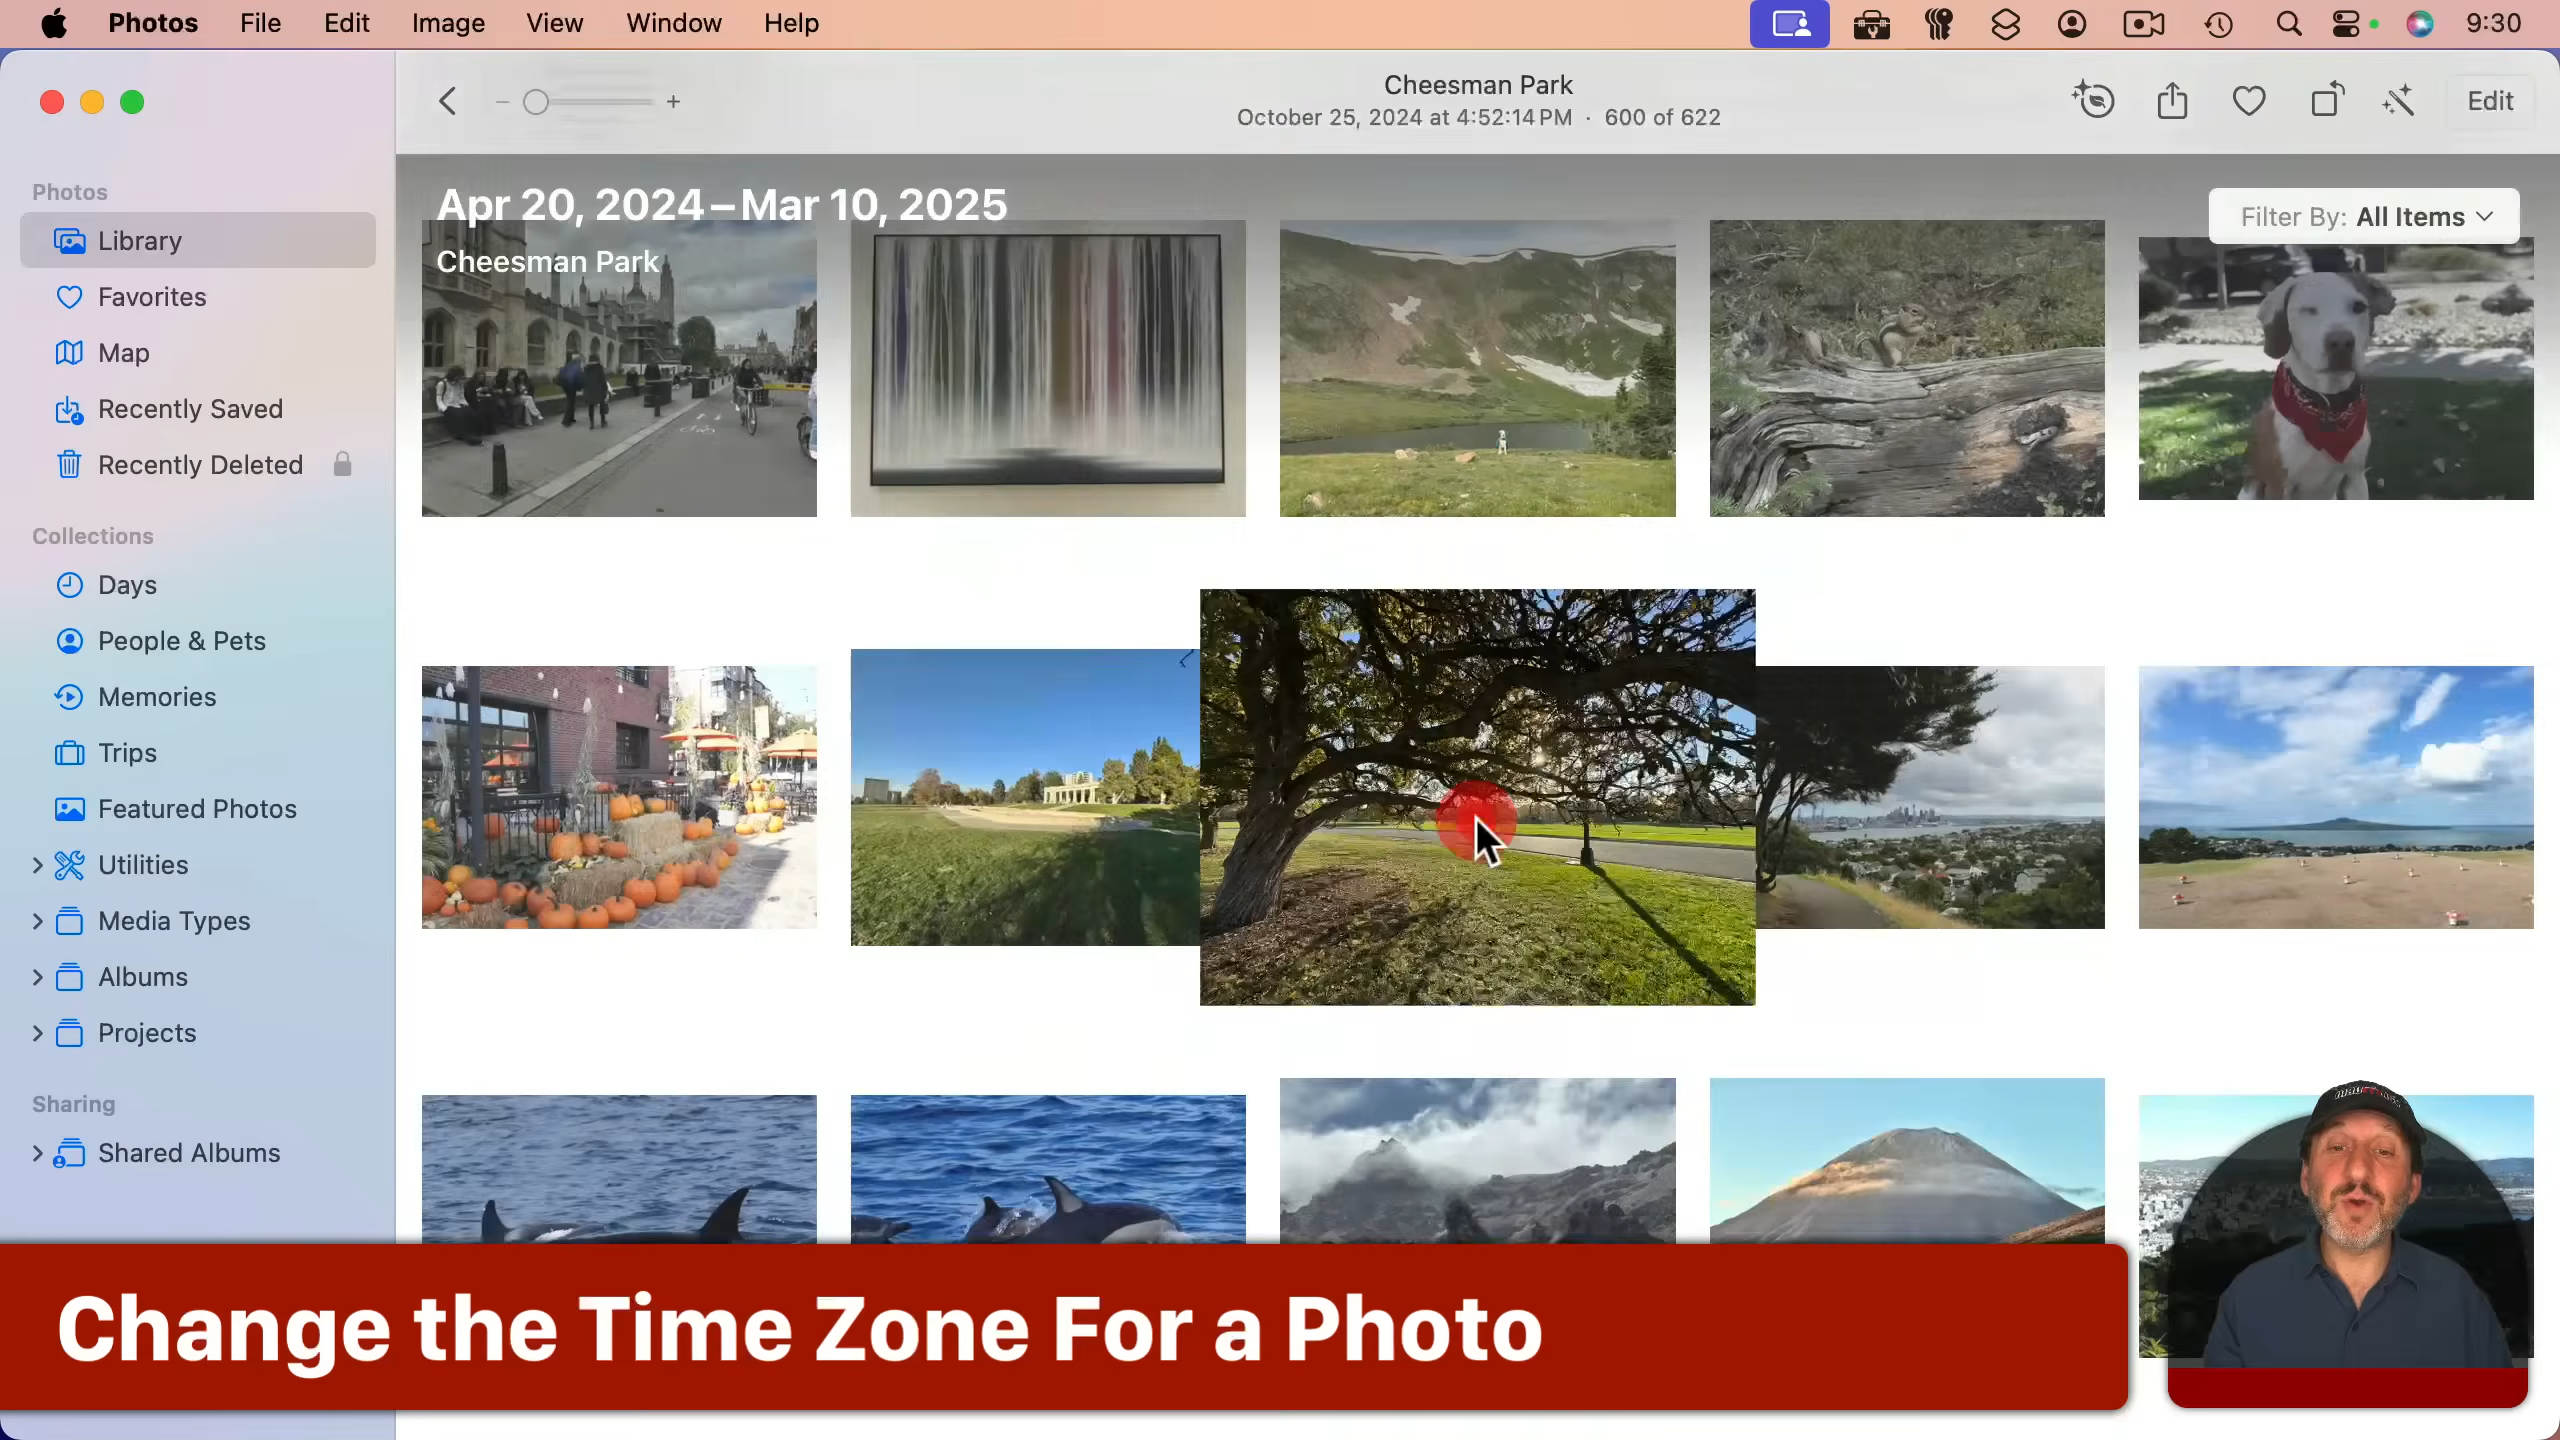 Photos File Edit Image View Window Help 9:30
Cheesman Park
October 25, 2024 at 4:52:14 PM · 600 of 622
Edit
Photos
Library
Favorites
Map
Recently Saved
Recently Deleted
Collections
Days
People & Pets
Memories
Trips
Featured Photos
Utilities
Media Types
Albums
Projects
Sharing
Shared Albums
Apr 20, 2024 – Mar 10, 2025
Cheesman Park
Filter By: All Items
Change the Time Zone For a Photo